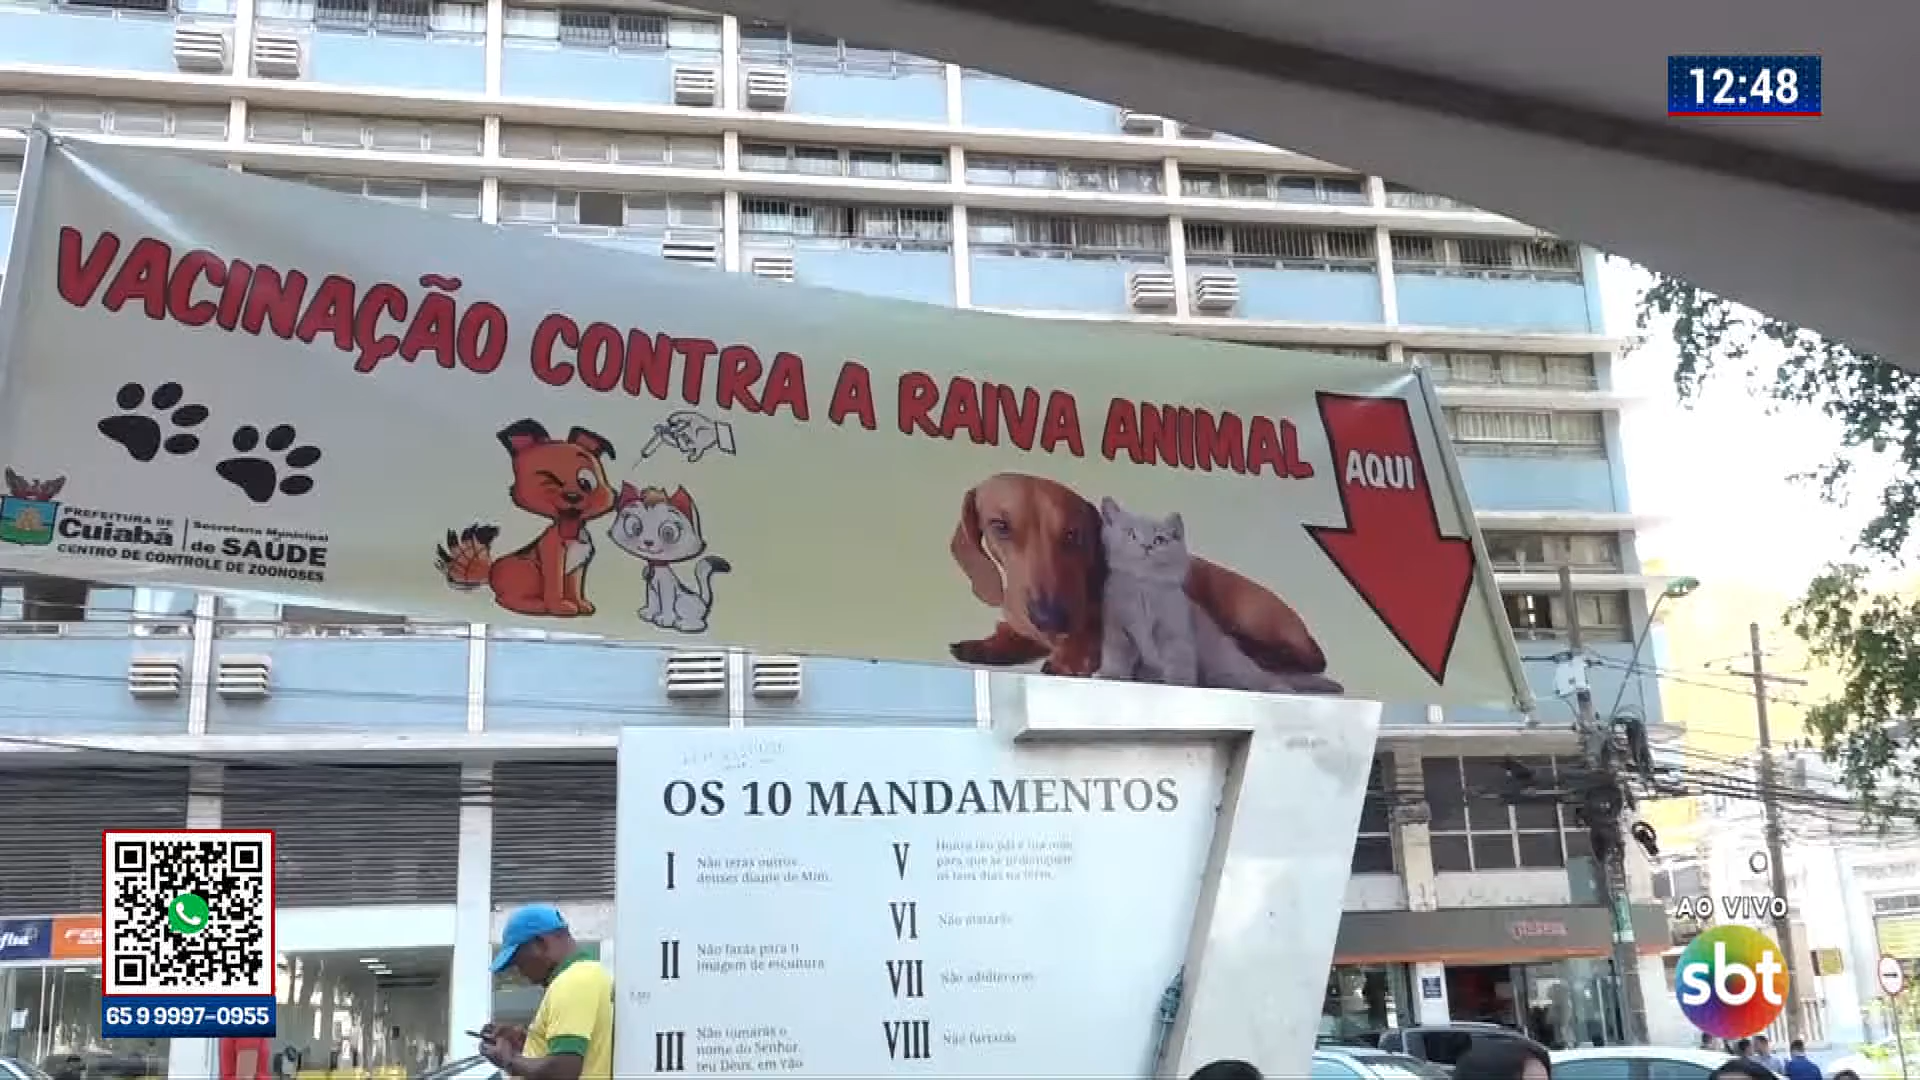 12:48
VACINAÇÃO CONTRA A RAIVA ANIMAL
AQUI
PREFEITURA DE
Cuiabá
Secretaria Municipal
de SAÚDE
CENTRO DE CONTROLE DE ZOONOSES
OS 10 MANDAMENTOS
I
Não terás outros
deuses diante de Mim.
II
Não farás para ti
imagem de escultura
III
Não tomarás o
nome do Senhor,
teu Deus, em vão
V
Honra teu pai e tua mãe,
para que se prolonguem
os teus dias na terra.
VI
Não matarás
VII
Não adulterarás
VIII
Não furtarás
65 9 9997-0955
AO VIVO
sbt